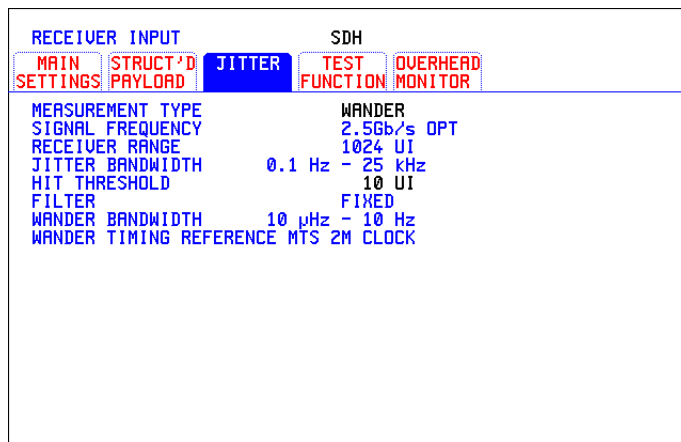 RECEIVER INPUT SDH
MAIN SETTINGS STRUCT'D PAYLOAD JITTER TEST FUNCTION OVERHEAD MONITOR
MEASUREMENT TYPE WANDER
SIGNAL FREQUENCY 2.5Gb/s OPT
RECEIVER RANGE 1024 UI
JITTER BANDWIDTH 0.1 Hz - 25 kHz
HIT THRESHOLD 10 UI
FILTER FIXED
WANDER BANDWIDTH 10 µHz - 10 Hz
WANDER TIMING REFERENCE MTS 2M CLOCK